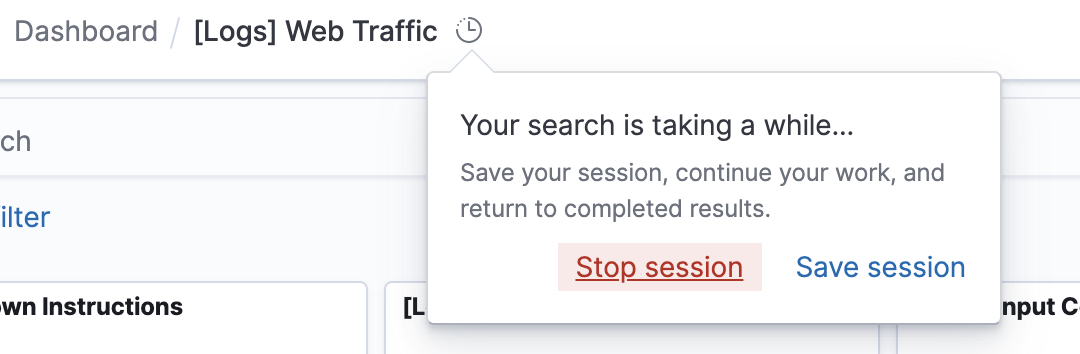 Dashboard / [Logs] Web Traffic
Your search is taking a while...
ch
Save your session, continue your work, and
return to completed results.
ilter
Stop session Save session
wn Instructions [L nput C